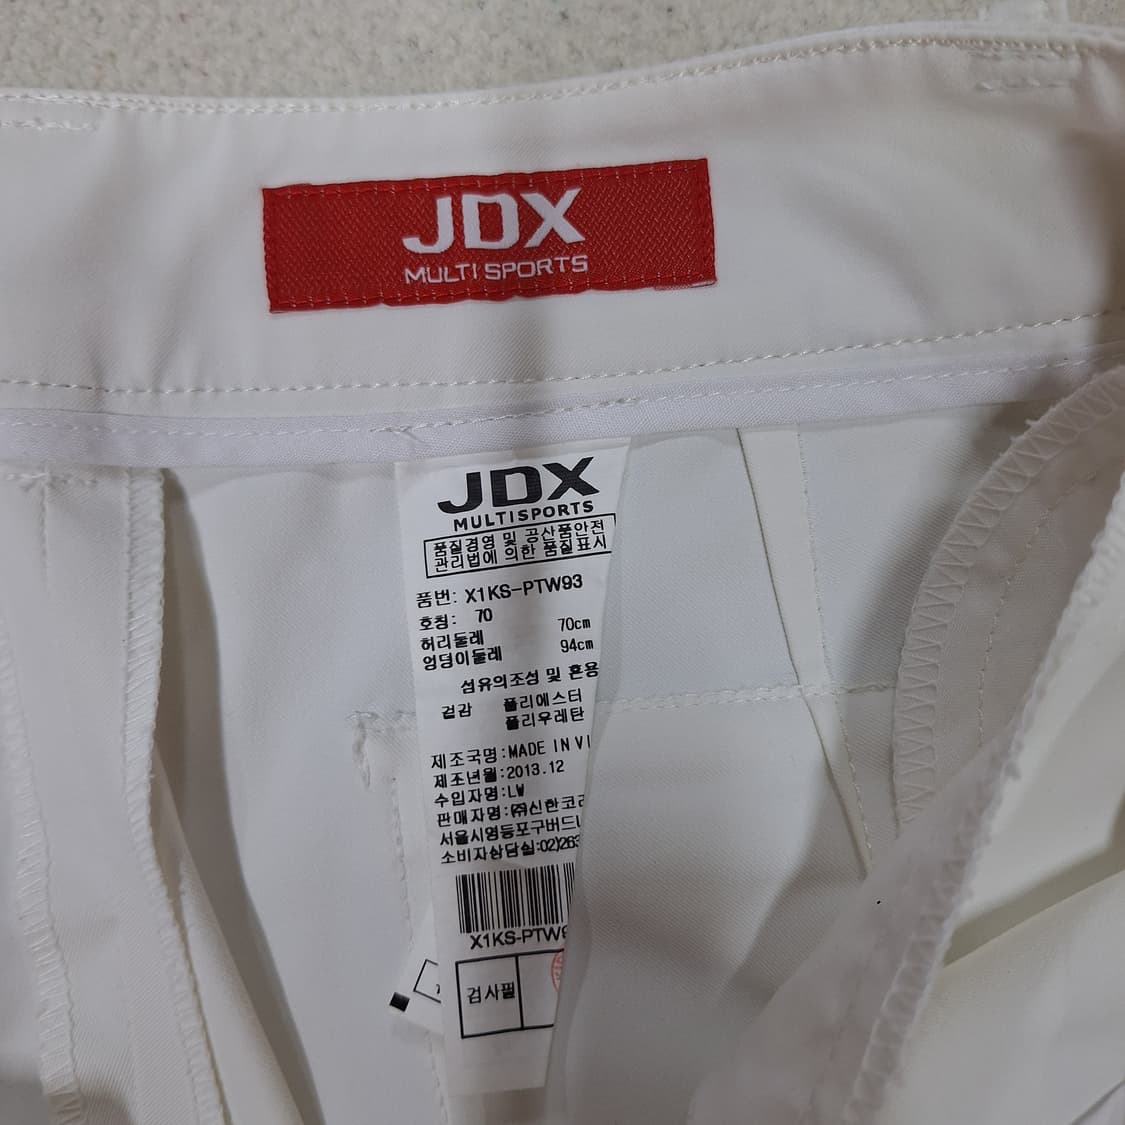 JDX
MULTI SPORTS
JDX
MULTISPORTS
품질경영 및 공산품안전
관리법에 의한 품질표시
품번: X1KS-PTW93
호칭: 70
허리둘레 70cm
엉덩이둘레 94cm
섬유의조성 및 혼용
겉감 폴리에스터
폴리우레탄
제조국명:MADE IN
제조년월:2013.12
수입자명:LW
판매자명:㈜신한코
서울시영등포구버드
소비자상담실:02)263
X1KS-PTW
검사필